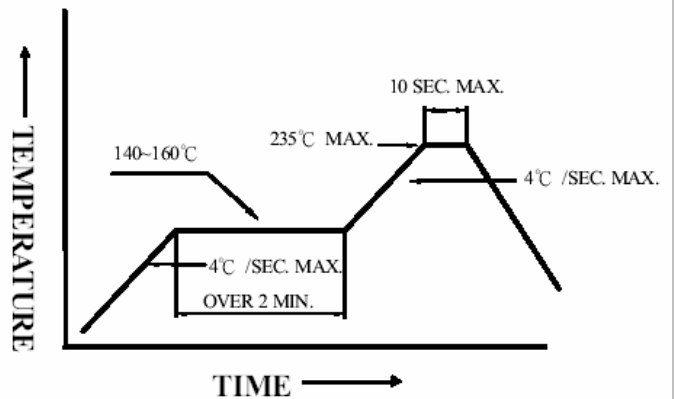 10 SEC. MAX.
235℃ MAX.
140~160℃
4℃ /SEC. MAX.
4℃ /SEC. MAX.
OVER 2 MIN.
TEMPERATURE
TIME